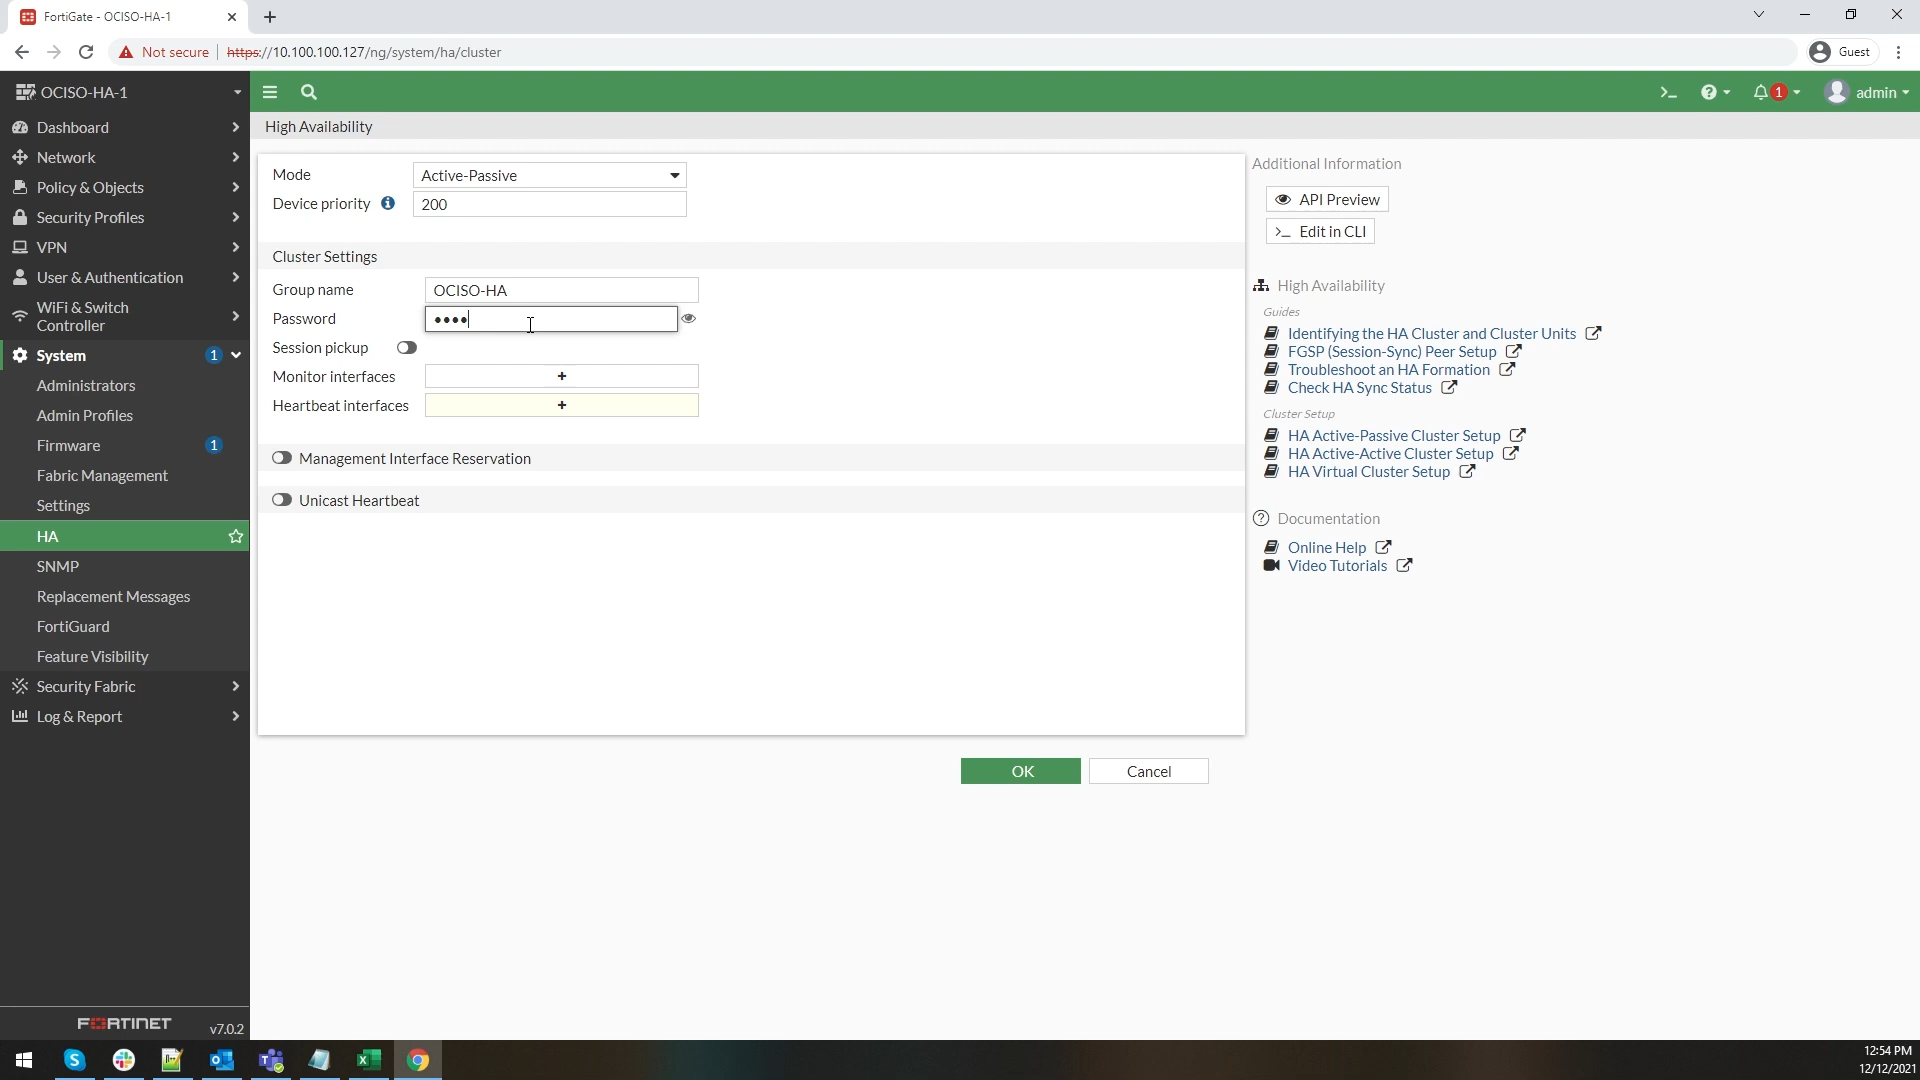 FortiGate - OCISO-HA-1
Not secure
https://10.100.100.127/ng/system/ha/cluster
Guest
OCISO-HA-1
1
admin
Dashboard
Network
Policy & Objects
Security Profiles
VPN
User & Authentication
WiFi & Switch
Controller
System
1
Administrators
Admin Profiles
Firmware
1
Fabric Management
Settings
HA
SNMP
Replacement Messages
FortiGuard
Feature Visibility
Security Fabric
Log & Report
FORTINET
v7.0.2
High Availability
Mode
Active-Passive
Device priority
200
Cluster Settings
Group name
OCISO-HA
Password
••••
Session pickup
Monitor interfaces
+
Heartbeat interfaces
+
Management Interface Reservation
Unicast Heartbeat
OK
Cancel
Additional Information
API Preview
>_ Edit in CLI
High Availability
Guides
Identifying the HA Cluster and Cluster Units
FGSP (Session-Sync) Peer Setup
Troubleshoot an HA Formation
Check HA Sync Status
Cluster Setup
HA Active-Passive Cluster Setup
HA Active-Active Cluster Setup
HA Virtual Cluster Setup
Documentation
Online Help
Video Tutorials
12:54 PM
12/12/2021